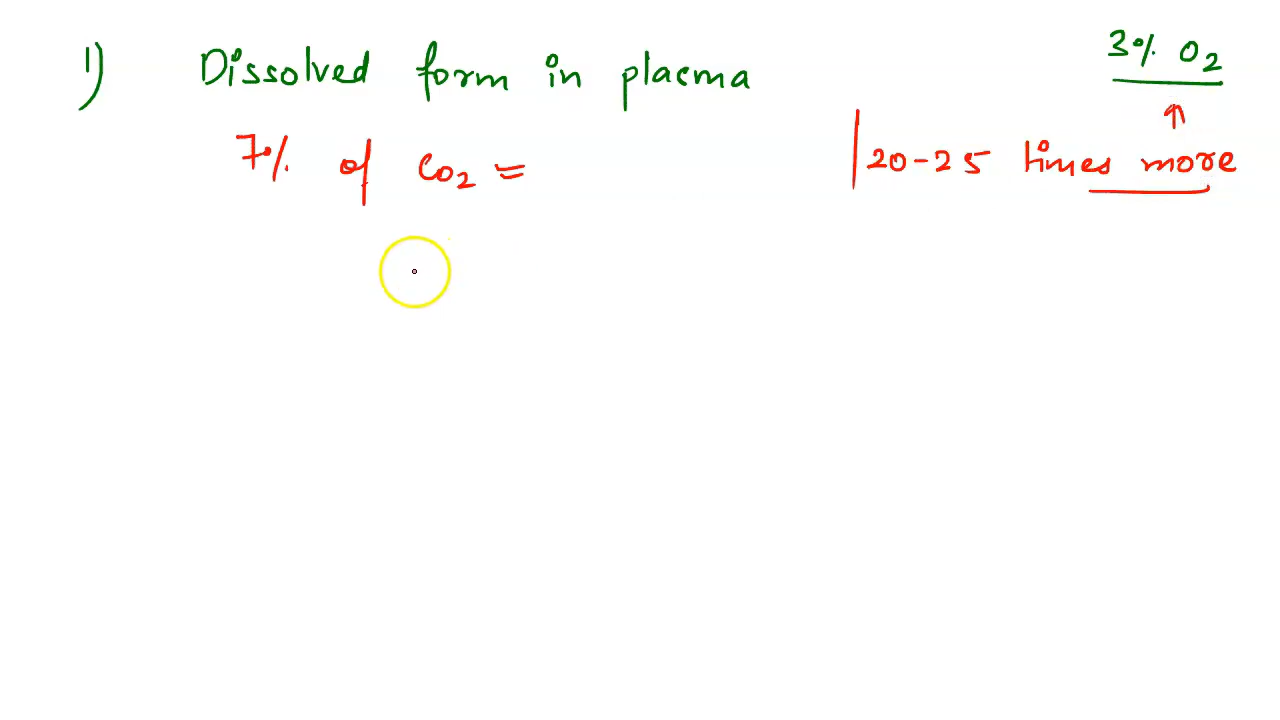 1) Dissolved form in plasma
3% O2
7% of CO2 =
20-25 times more